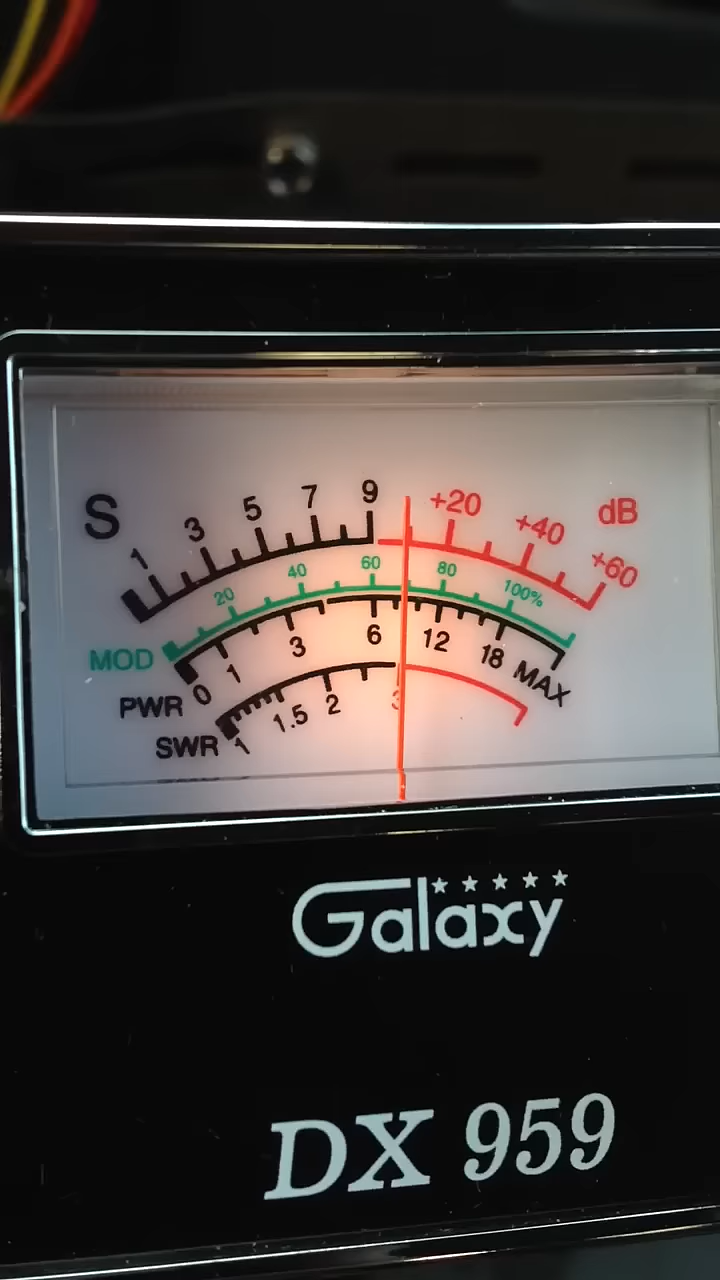 S 1 3 5 7 9 +20 +40 +60 dB
MOD 20 40 60 80 100%
PWR 0 1 3 6 12 18 MAX
SWR 1 1.5 2 3
Galaxy
DX 959